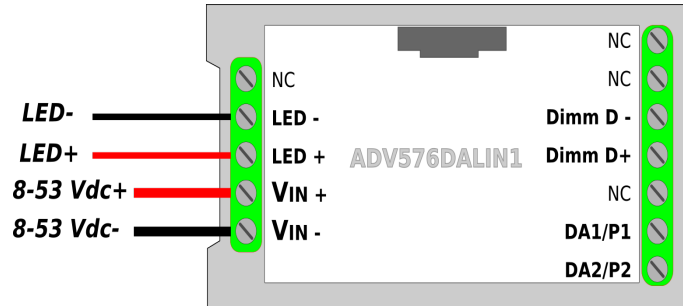 NC
NC
NC
LED- LED - Dimm D -
LED+ LED + ADV576DALIN1 Dimm D+
8-53 Vdc+ VIN + NC
8-53 Vdc- VIN - DA1/P1
DA2/P2